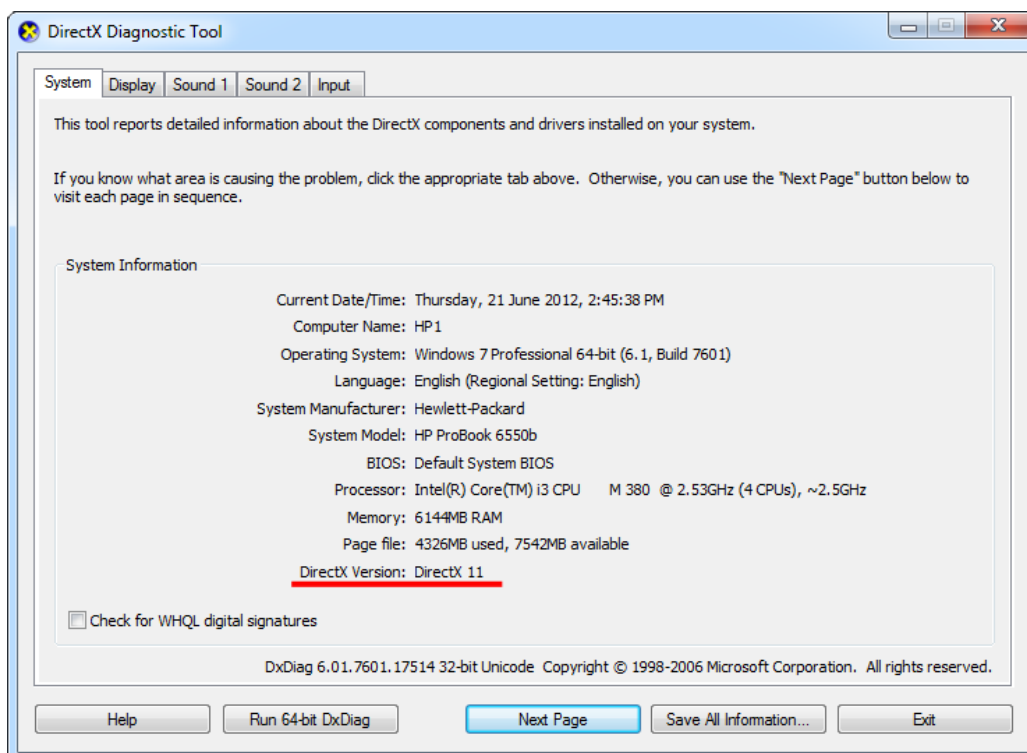 DirectX Diagnostic Tool
System Display Sound 1 Sound 2 Input
This tool reports detailed information about the DirectX components and drivers installed on your system.
If you know what area is causing the problem, click the appropriate tab above.  Otherwise, you can use the "Next Page" button below to
visit each page in sequence.
System Information
Current Date/Time: Thursday, 21 June 2012, 2:45:38 PM
Computer Name: HP1
Operating System: Windows 7 Professional 64-bit (6.1, Build 7601)
Language: English (Regional Setting: English)
System Manufacturer: Hewlett-Packard
System Model: HP ProBook 6550b
BIOS: Default System BIOS
Processor: Intel(R) Core(TM) i3 CPU       M 380  @ 2.53GHz (4 CPUs), ~2.5GHz
Memory: 6144MB RAM
Page file: 4326MB used, 7542MB available
DirectX Version: DirectX 11
Check for WHQL digital signatures
DxDiag 6.01.7601.17514 32-bit Unicode  Copyright © 1998-2006 Microsoft Corporation.  All rights reserved.
Help Run 64-bit DxDiag Next Page Save All Information... Exit